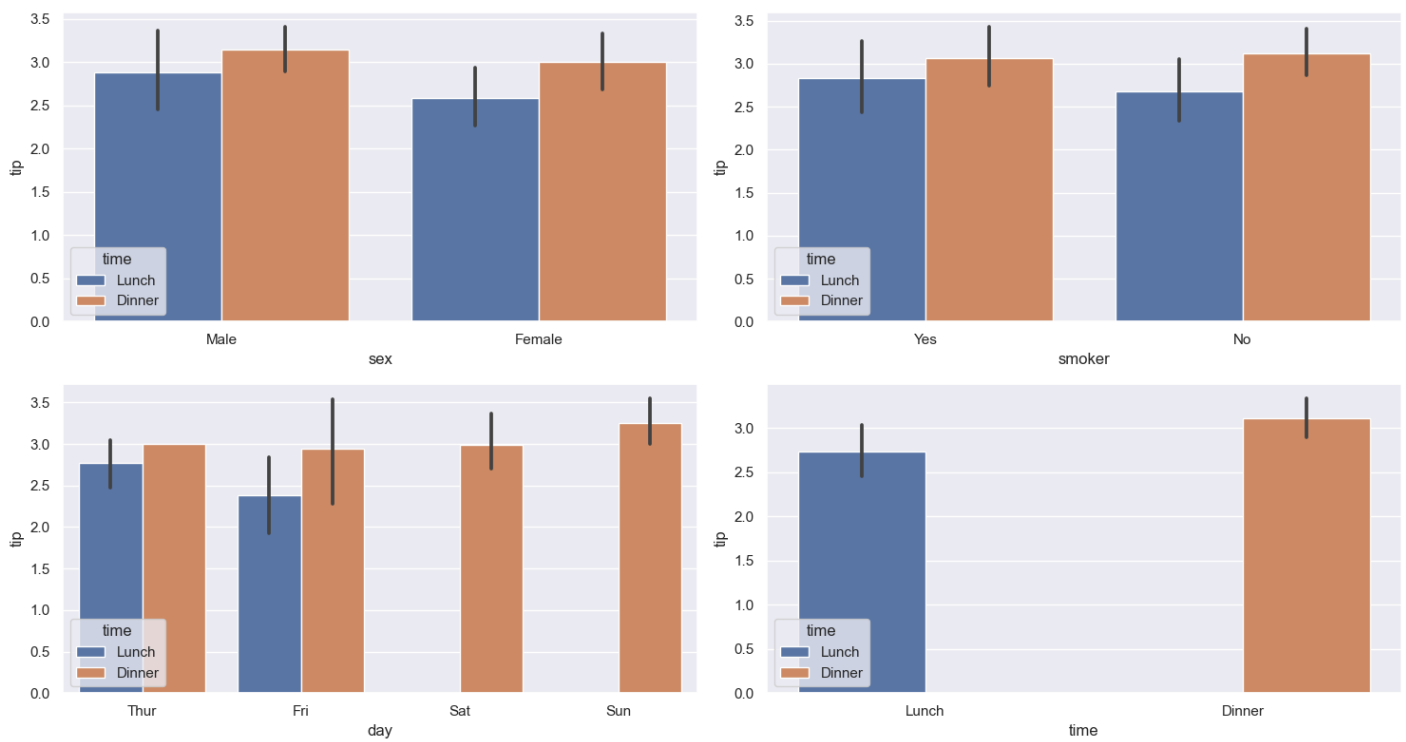 3.5
3.0
2.5
2.0
1.5
1.0
0.5
0.0
tip
time
Lunch
Dinner
Male Female
sex
3.5
3.0
2.5
2.0
1.5
1.0
0.5
0.0
tip
time
Lunch
Dinner
Yes No
smoker
3.5
3.0
2.5
2.0
1.5
1.0
0.5
0.0
tip
time
Lunch
Dinner
Thur Fri Sat Sun
day
3.0
2.5
2.0
1.5
1.0
0.5
0.0
tip
time
Lunch
Dinner
Lunch Dinner
time